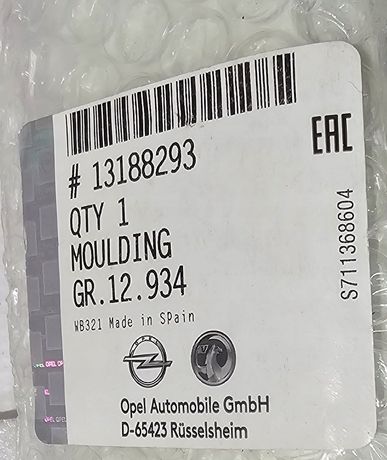 # 13188293
EAC
QTY 1
MOULDING
GR.12.934
S711368604
WB321 Made in SPain
Opel Automobile GmbH
D-65423 Rüsselsheim